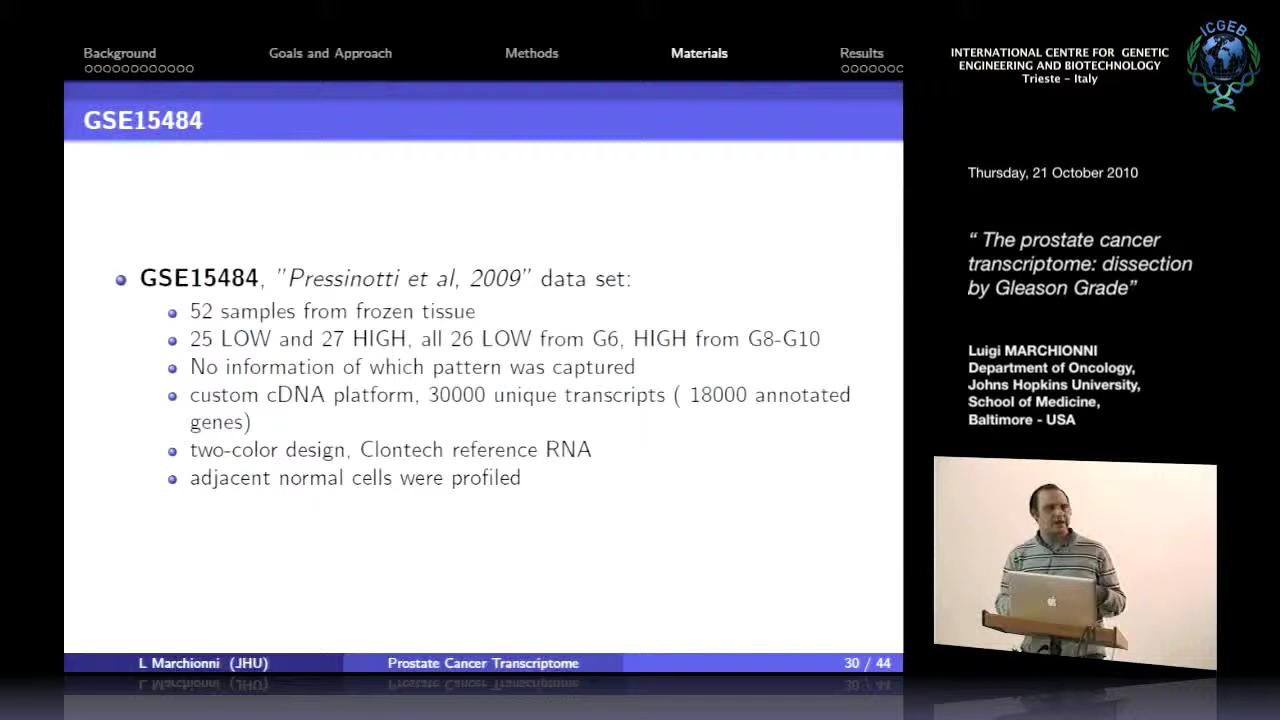 Background Goals and Approach Methods Materials Results
GSE15484
GSE15484, "Pressinotti et al, 2009" data set:
52 samples from frozen tissue
25 LOW and 27 HIGH, all 26 LOW from G6, HIGH from G8-G10
No information of which pattern was captured
custom cDNA platform, 30000 unique transcripts ( 18000 annotated
genes)
two-color design, Clontech reference RNA
adjacent normal cells were profiled
L Marchionni (JHU) Prostate Cancer Transcriptome 30 / 44
INTERNATIONAL CENTRE FOR GENETIC
ENGINEERING AND BIOTECHNOLOGY
Trieste - Italy
ICGEB
Thursday, 21 October 2010
“ The prostate cancer
transcriptome: dissection
by Gleason Grade”
Luigi MARCHIONNI
Department of Oncology,
Johns Hopkins University,
School of Medicine,
Baltimore - USA